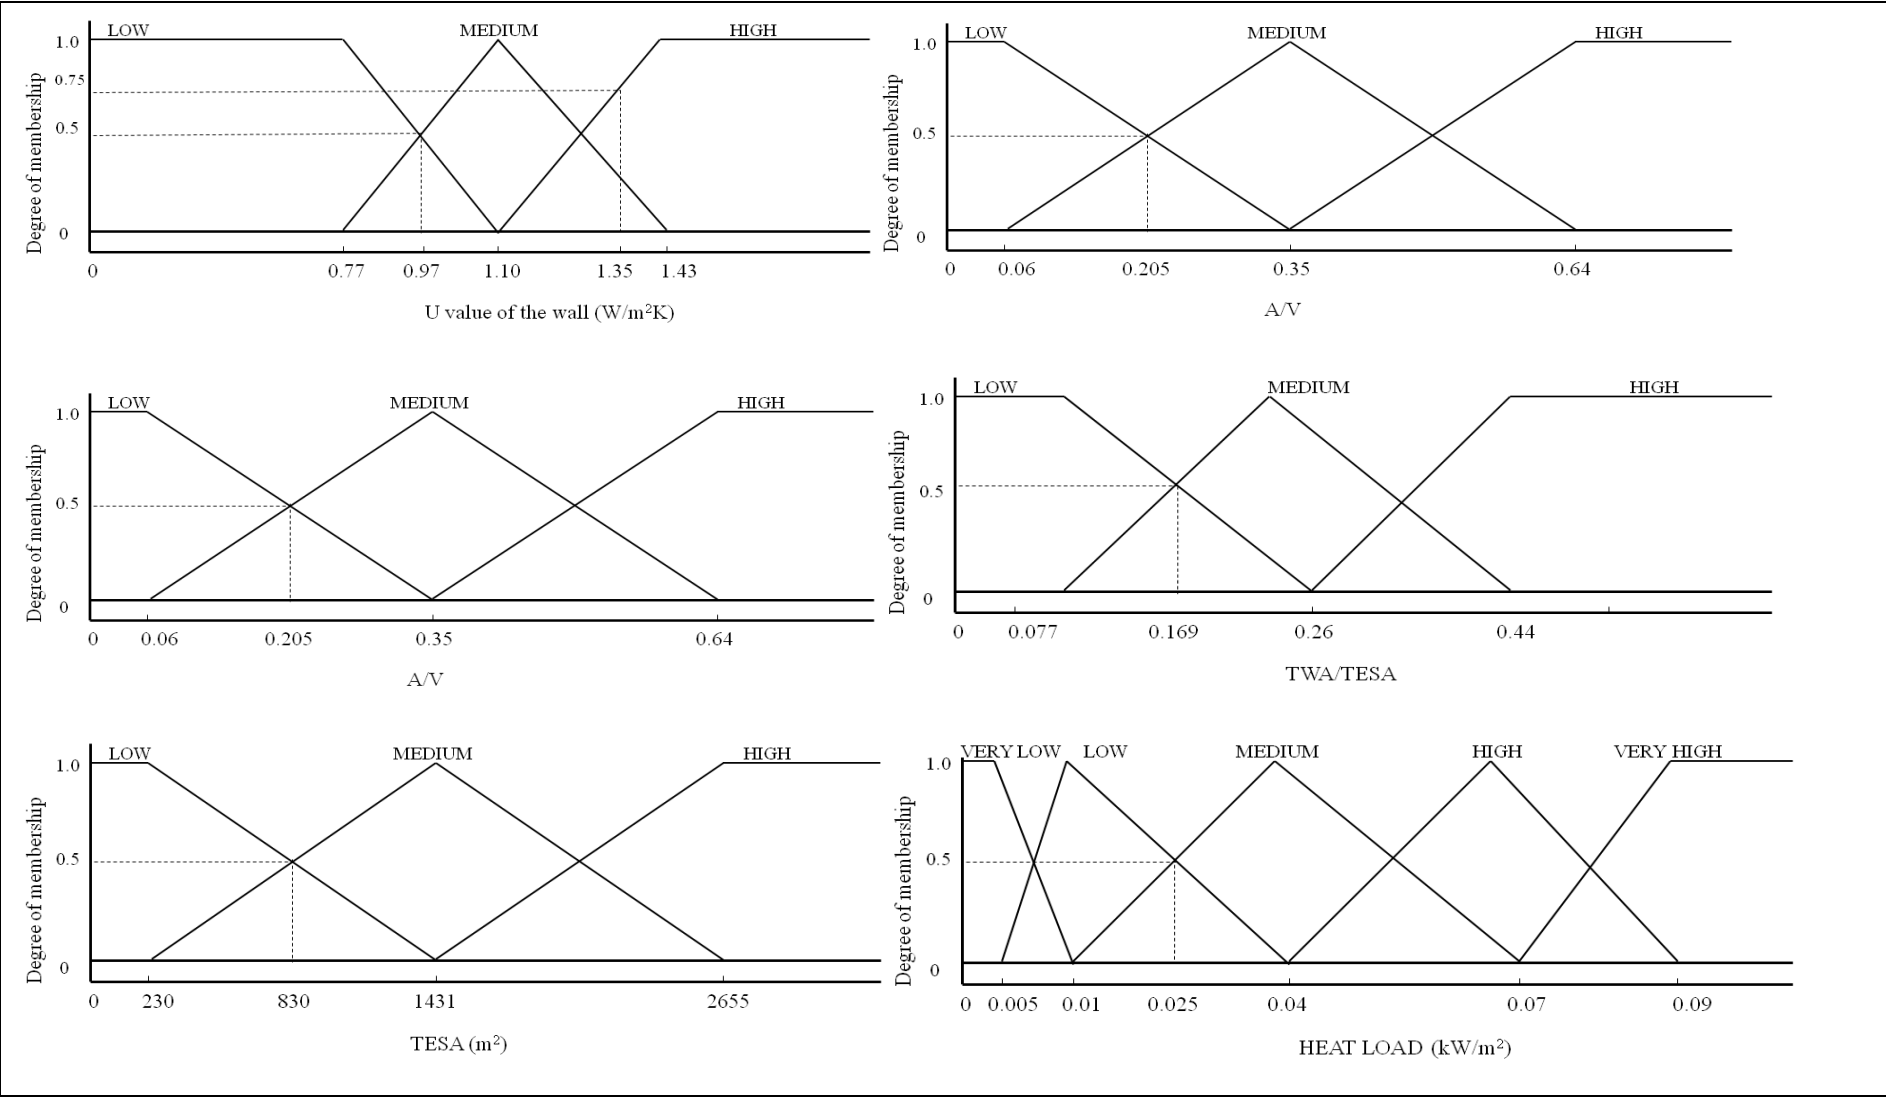 LOW MEDIUM HIGH
1.0
0.75
0.5
0
Degree of membership
0 0.77 0.97 1.10 1.35 1.43
U value of the wall (W/m²K)
LOW MEDIUM HIGH
1.0
0.5
0
Degree of membership
0 0.06 0.205 0.35 0.64
A/V
LOW MEDIUM HIGH
1.0
0.5
0
Degree of membership
0 0.06 0.205 0.35 0.64
A/V
LOW MEDIUM HIGH
1.0
0.5
0
Degree of membership
0 0.077 0.169 0.26 0.44
TWA/TESA
LOW MEDIUM HIGH
1.0
0.5
0
Degree of membership
0 230 830 1431 2655
TESA (m²)
VERY LOW LOW MEDIUM HIGH VERY HIGH
1.0
0.5
0
Degree of membership
0 0.005 0.01 0.025 0.04 0.07 0.09
HEAT LOAD (kW/m²)